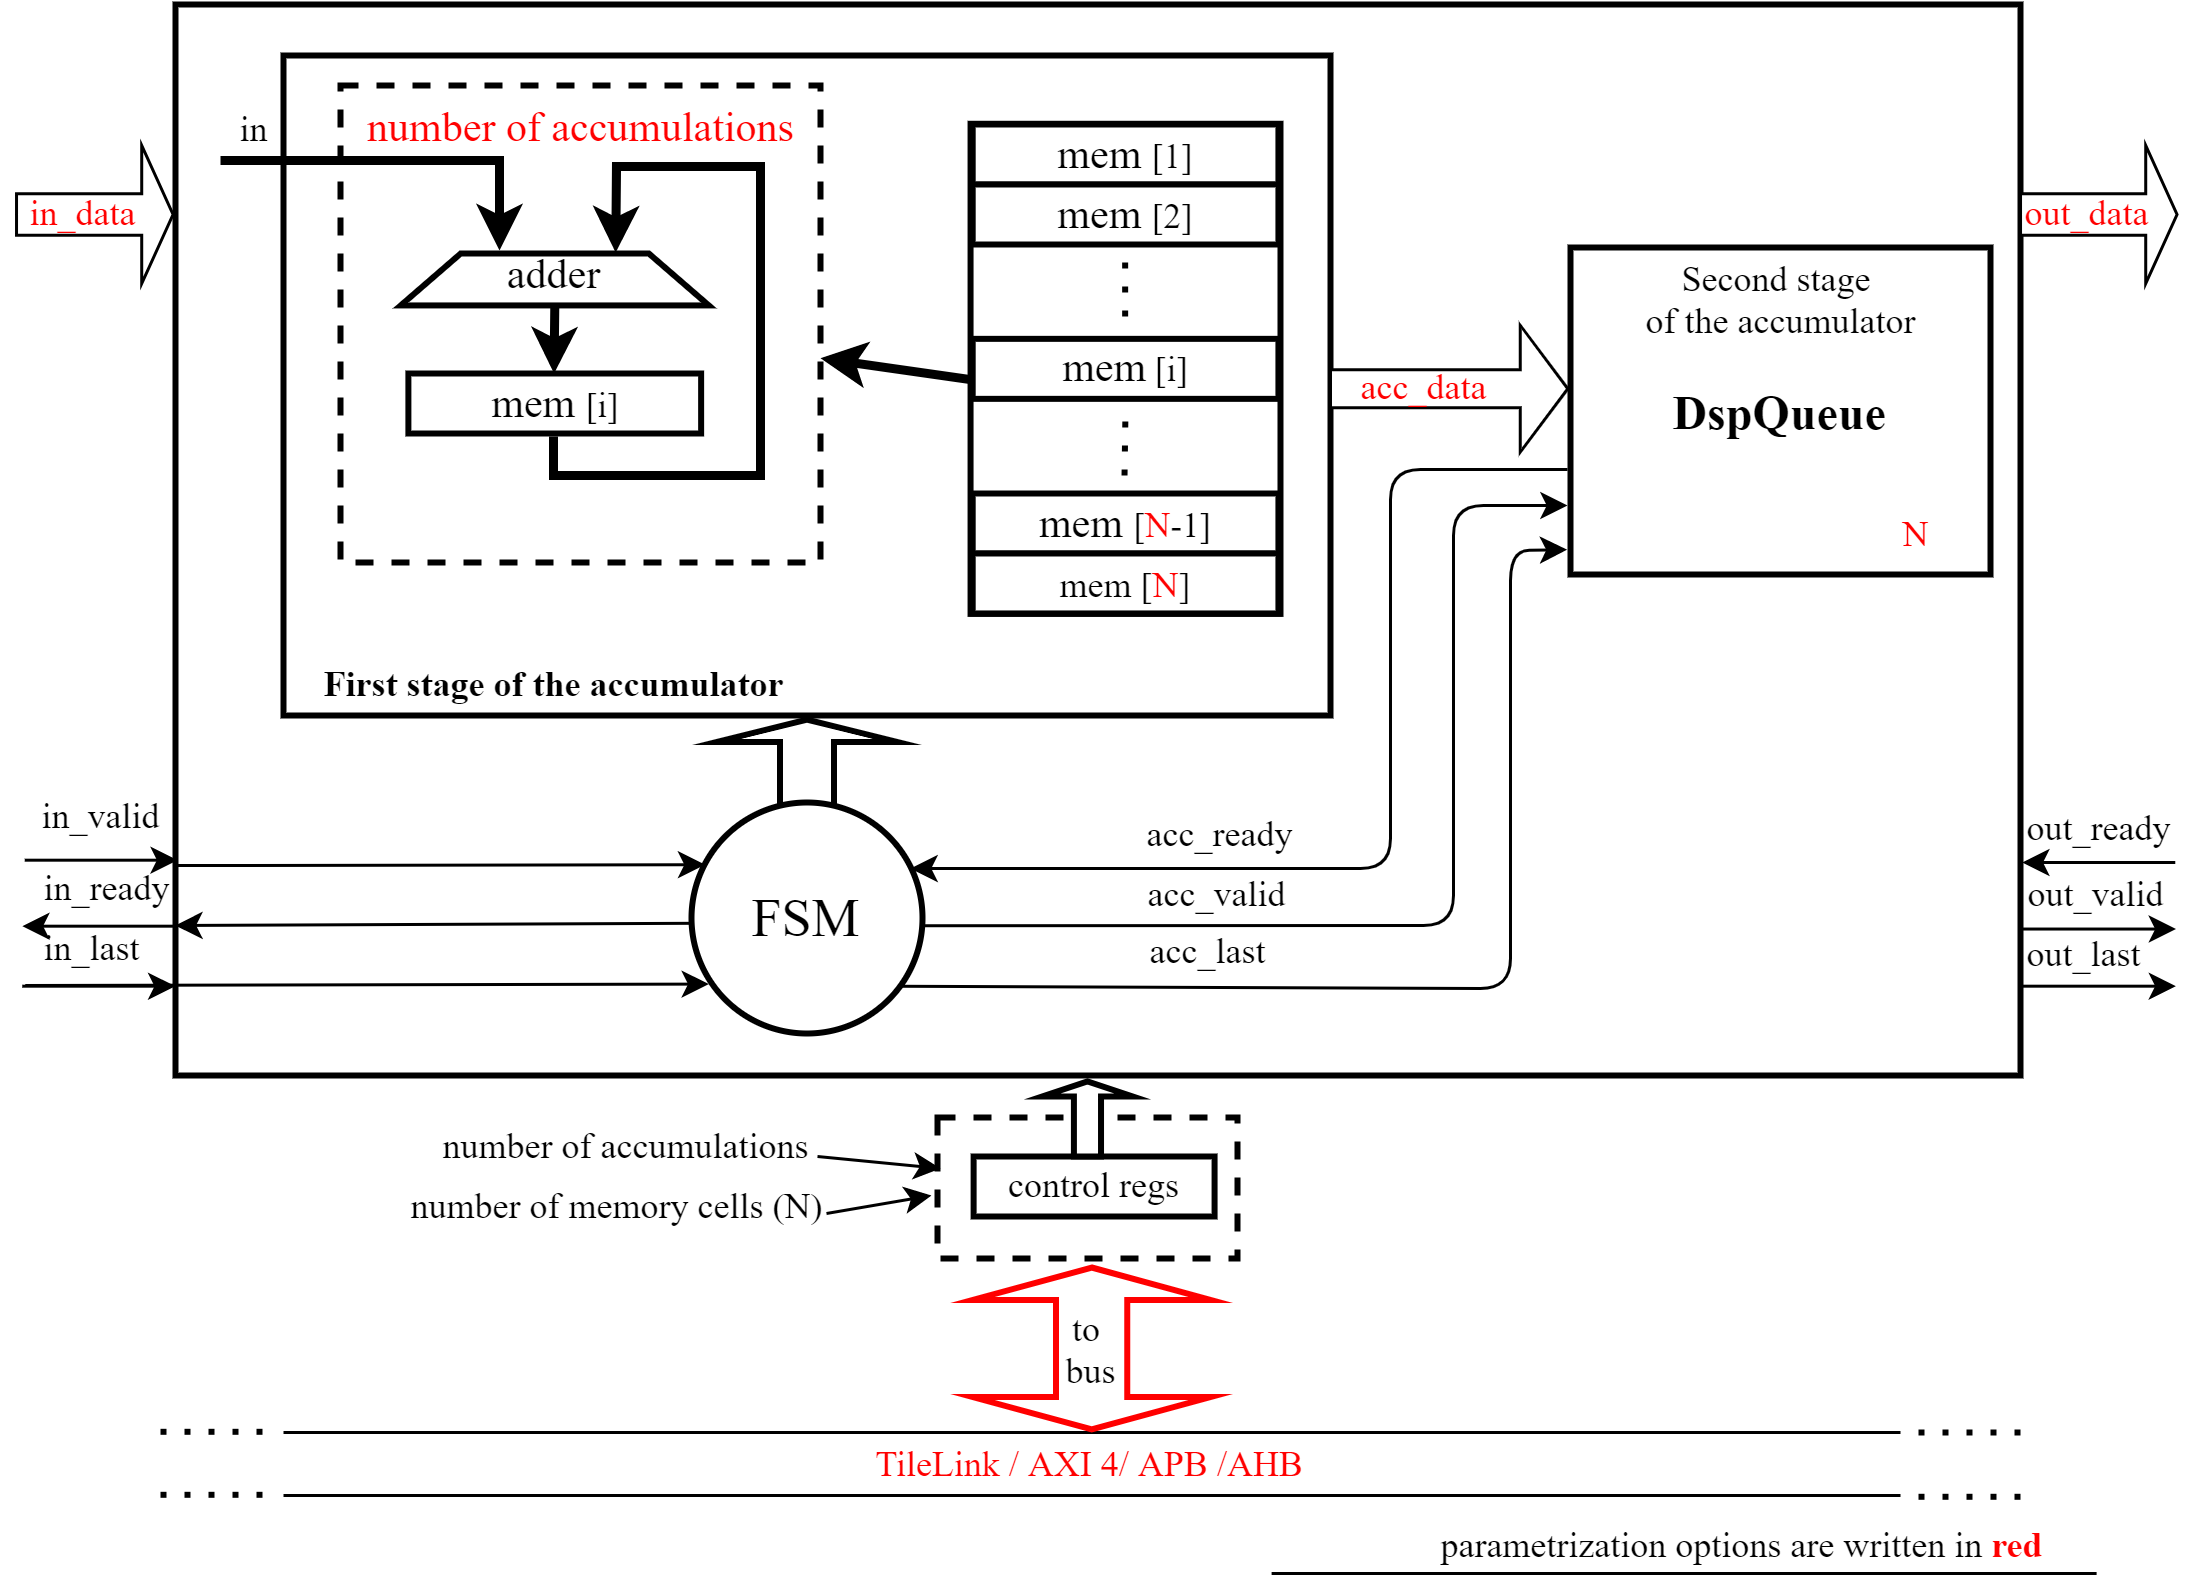 in
number of accumulations
in_data
adder
mem [i]
mem [1]
mem [2]
mem [i]
mem [N-1]
mem [N]
First stage of the accumulator
acc_data
Second stage
of the accumulator
DspQueue
N
out_data
in_valid
in_ready
in_last
FSM
acc_ready
acc_valid
acc_last
out_ready
out_valid
out_last
number of accumulations
number of memory cells (N)
control regs
to
bus
TileLink / AXI 4/ APB /AHB
parametrization options are written in red